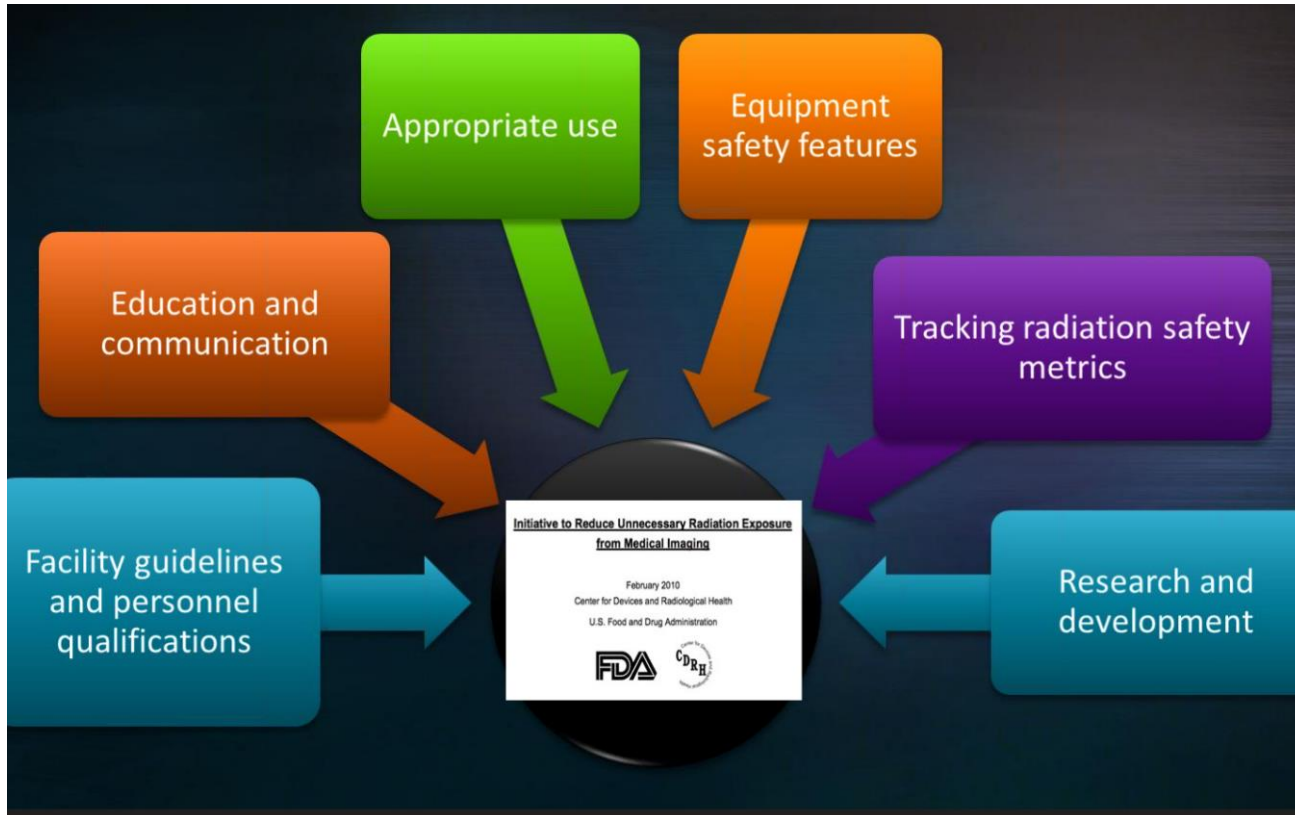 Appropriate use
Equipment
safety features
Education and
communication
Tracking radiation safety
metrics
Facility guidelines
and personnel
qualifications
Research and
development
Initiative to Reduce Unnecessary Radiation Exposure
from Medical Imaging
February 2010
Center for Devices and Radiological Health
U.S. Food and Drug Administration
FDA
CDRH